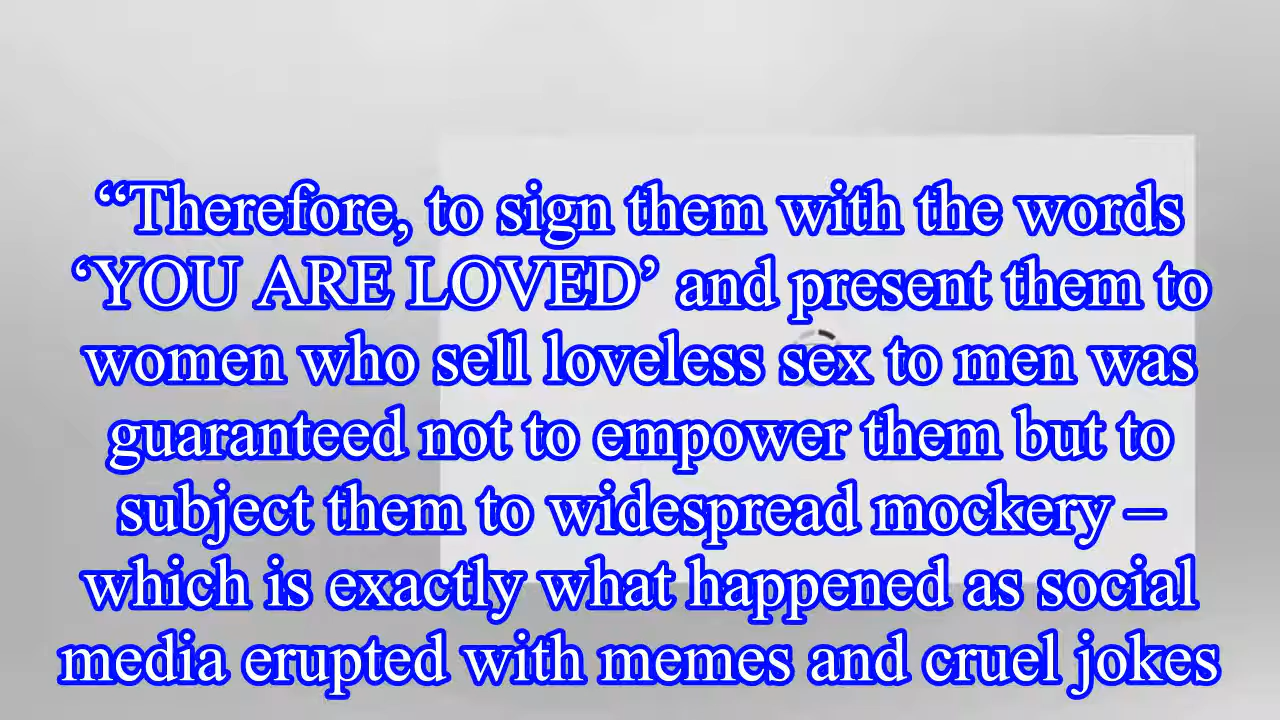 “Therefore, to sign them with the words
‘YOU ARE LOVED’ and present them to
women who sell loveless sex to men was
guaranteed not to empower them but to
subject them to widespread mockery –
which is exactly what happened as social
media erupted with memes and cruel jokes